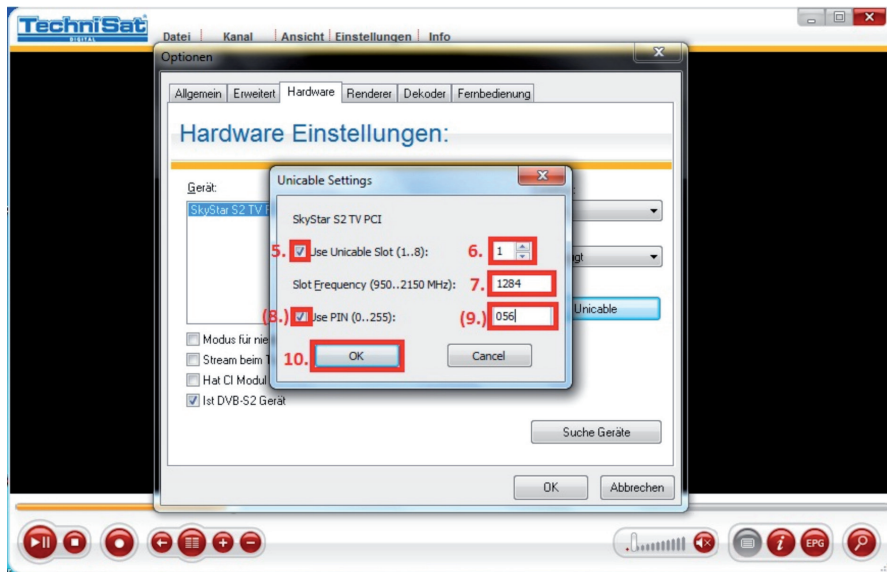 TechniSat
DIGITAL
Datei Kanal Ansicht Einstellungen Info
Optionen
Allgemein Erweitert Hardware Renderer Dekoder Fernbedienung
Hardware Einstellungen:
Gerät:
SkyStar S2 TV
Unicable Settings
SkyStar S2 TV PCI
5. Use Unicable Slot (1..8): 6. 1
Slot Frequency (950..2150 MHz): 7. 1284
(8.) Use PIN (0..255): (9.) 056
10. OK Cancel
gt
Unicable
Modus für nie
Stream beim
Hat CI Modul
Ist DVB-S2 Gerät
Suche Geräte
OK Abbrechen
i EPG